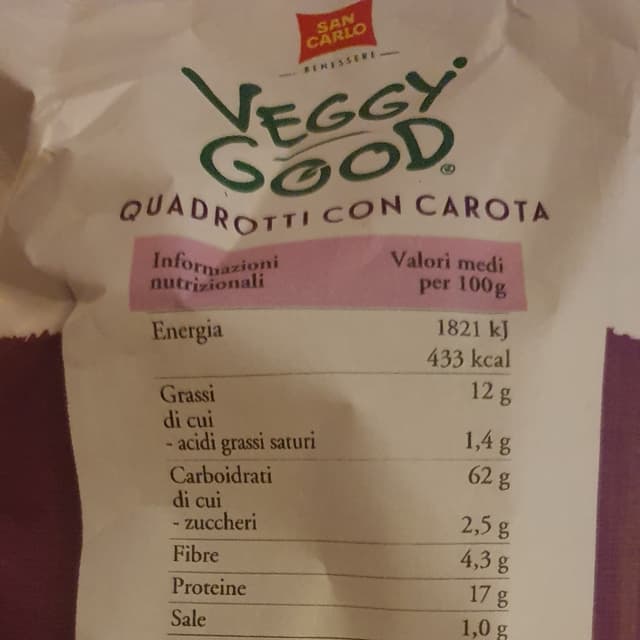 SAN
CARLO
BENESSERE
VEGGY
GOOD®
QUADROTTI CON CAROTA
Informazioni Valori medi
nutrizionali per 100g
Energia 1821 kJ
433 kcal
Grassi 12 g
di cui
- acidi grassi saturi 1,4 g
Carboidrati 62 g
di cui
- zuccheri 2,5 g
Fibre 4,3 g
Proteine 17 g
Sale 1,0 g